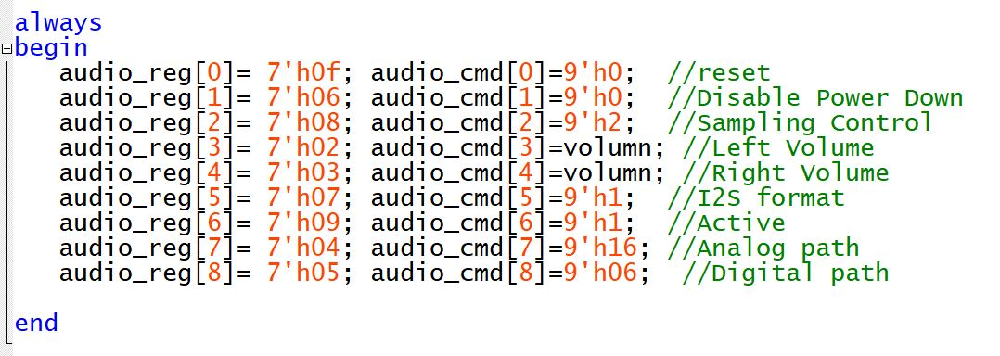 always
begin
audio_reg[0]= 7'h0f; audio_cmd[0]=9'h0; //reset
audio_reg[1]= 7'h06; audio_cmd[1]=9'h0; //Disable Power Down
audio_reg[2]= 7'h08; audio_cmd[2]=9'h2; //Sampling Control
audio_reg[3]= 7'h02; audio_cmd[3]=volumn; //Left Volume
audio_reg[4]= 7'h03; audio_cmd[4]=volumn; //Right Volume
audio_reg[5]= 7'h07; audio_cmd[5]=9'h1; //I2S format
audio_reg[6]= 7'h09; audio_cmd[6]=9'h1; //Active
audio_reg[7]= 7'h04; audio_cmd[7]=9'h16; //Analog path
audio_reg[8]= 7'h05; audio_cmd[8]=9'h06; //Digital path
end